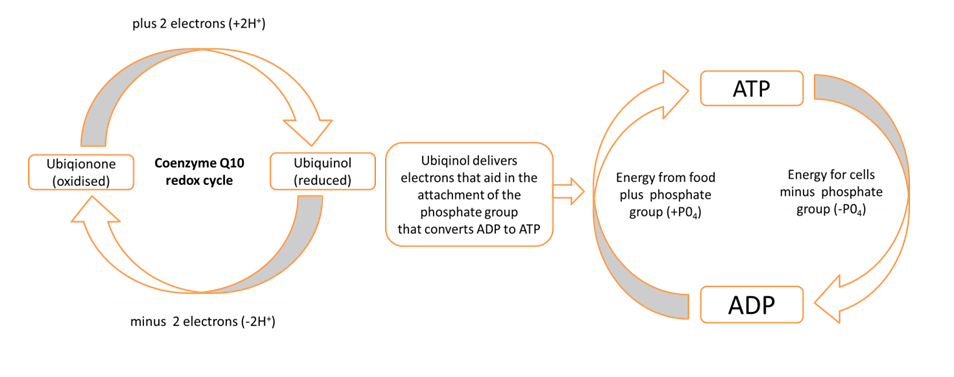 plus 2 electrons (+2H⁺)
Ubiqionone
(oxidised)
Coenzyme Q10
redox cycle
Ubiquinol
(reduced)
minus 2 electrons (-2H⁺)
Ubiqinol delivers
electrons that aid in the
attachment of the
phosphate group
that converts ADP to ATP
ATP
Energy from food
plus phosphate
group (+P0₄)
Energy for cells
minus phosphate
group (-P0₄)
ADP